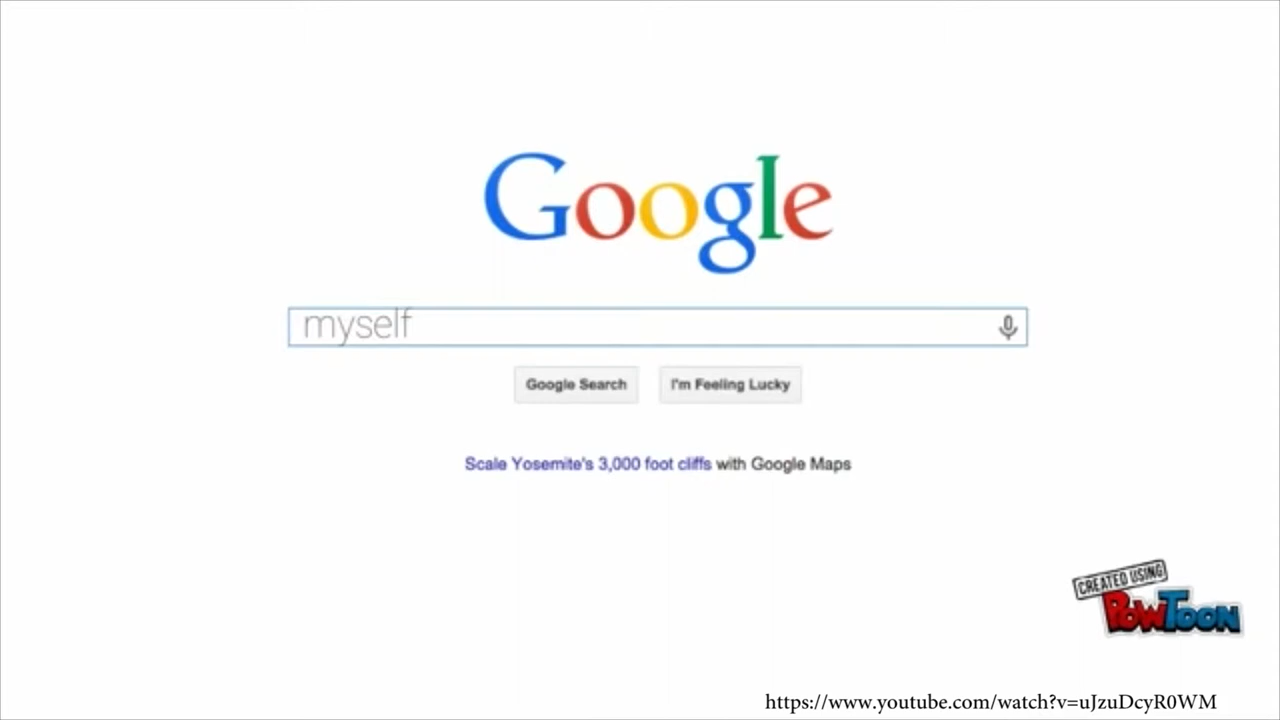 Google
myself
Google Search
I'm Feeling Lucky
Scale Yosemite's 3,000 foot cliffs with Google Maps
CREATED USING
POWTOON
https://www.youtube.com/watch?v=uJzuDcyR0WM